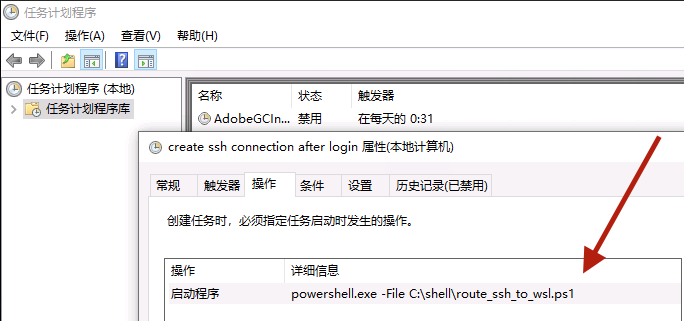 任务计划程序
文件(F) 操作(A) 查看(V) 帮助(H)
任务计划程序 (本地)
任务计划程序库
名称 状态 触发器
AdobeGCIn... 禁用 在每天的 0:31
create ssh connection after login 属性(本地计算机)
常规 触发器 操作 条件 设置 历史记录(已禁用)
创建任务时，必须指定任务启动时发生的操作。
操作 详细信息
启动程序 powershell.exe -File C:\shell\route_ssh_to_wsl.ps1